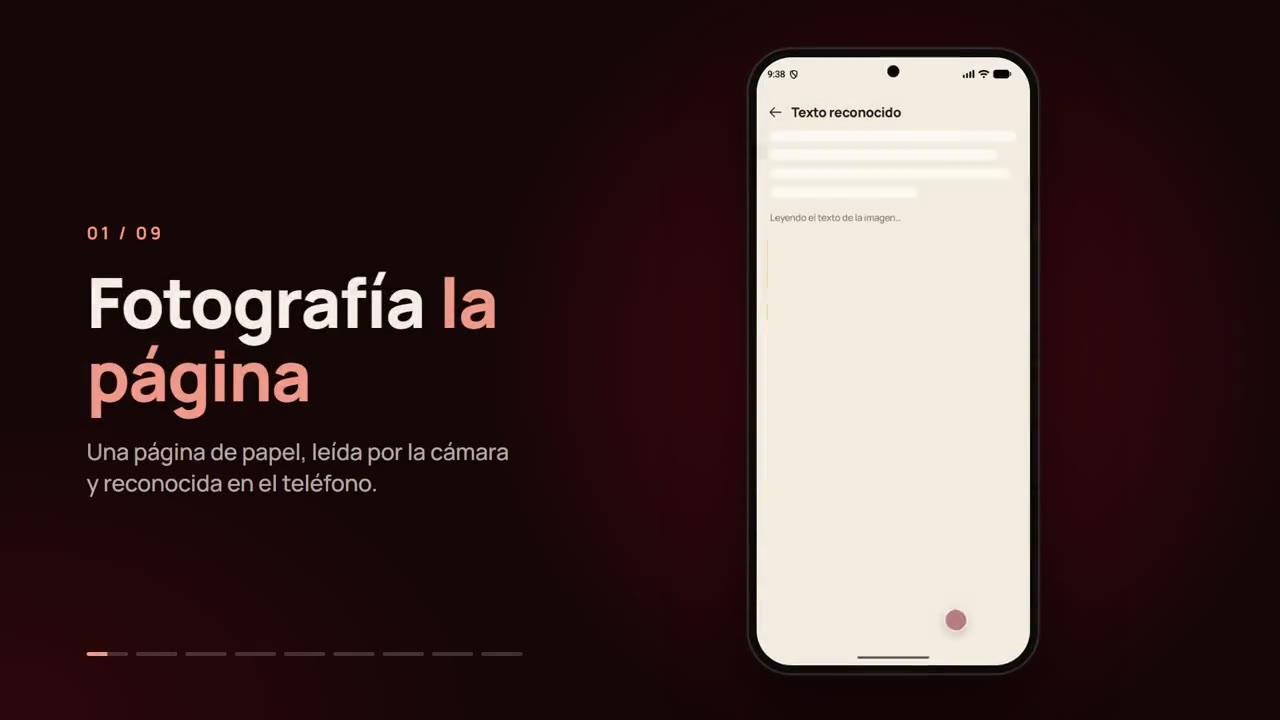 01 / 09
Fotografía la
página
Una página de papel, leída por la cámara
y reconocida en el teléfono.
9:38
Texto reconocido
Leyendo el texto de la imagen…